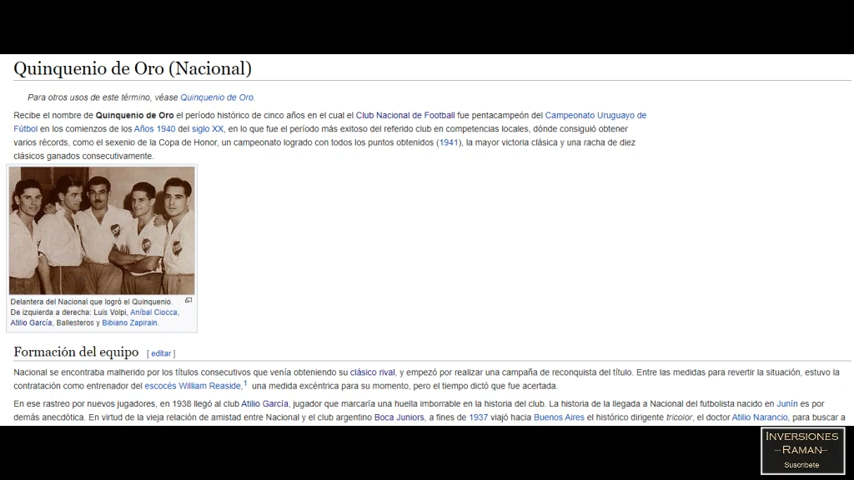 Quinquenio de Oro (Nacional)
Para otros usos de este término, véase Quinquenio de Oro.
Recibe el nombre de Quinquenio de Oro el período histórico de cinco años en el cual el Club Nacional de Football fue pentacampeón del Campeonato Uruguayo de
Fútbol en los comienzos de los Años 1940 del siglo XX, en lo que fue el período más exitoso del referido club en competencias locales, dónde consiguió obtener
varios récords, como el sexenio de la Copa de Honor, un campeonato logrado con todos los puntos obtenidos (1941), la mayor victoria clásica y una racha de diez
clásicos ganados consecutivamente.
Delantera del Nacional que logró el Quinquenio.
De izquierda a derecha: Luis Volpi, Aníbal Ciocca,
Atilio García, Ballesteros y Bibiano Zapirain.
Formación del equipo [ editar ]
Nacional se encontraba malherido por los títulos consecutivos que venía obteniendo su clásico rival, y empezó por realizar una campaña de reconquista del título. Entre las medidas para revertir la situación, estuvo la
contratación como entrenador del escocés William Reaside,1 una medida excéntrica para su momento, pero el tiempo dictó que fue acertada.
En ese rastreo por nuevos jugadores, en 1938 llegó al club Atilio García, jugador que marcaría una huella imborrable en la historia del club. La historia de la llegada a Nacional del futbolista nacido en Junín es por
demás anecdótica. En virtud de la vieja relación de amistad entre Nacional y el club argentino Boca Juniors, a fines de 1937 viajó hacia Buenos Aires el histórico dirigente tricolor, el doctor Atilio Narancio, para buscar a
INVERSIONES
–RAMAN–
Suscribete